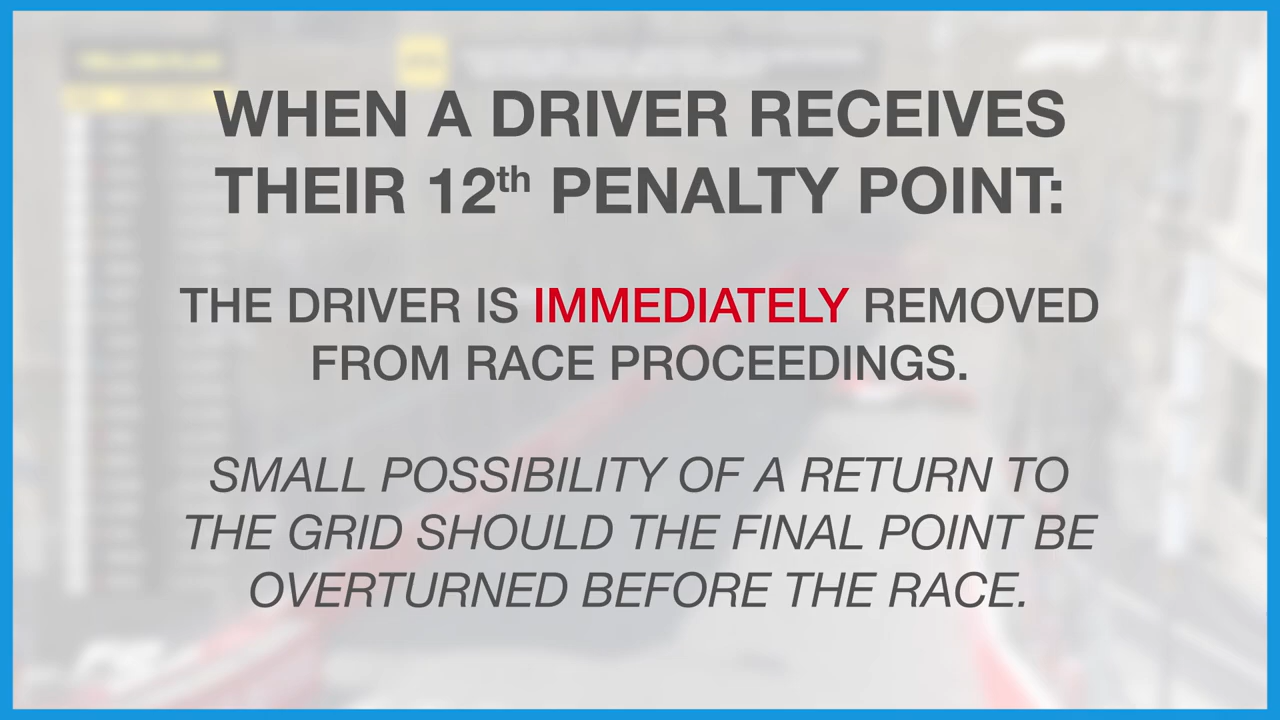 WHEN A DRIVER RECEIVES
THEIR 12th PENALTY POINT:
THE DRIVER IS IMMEDIATELY REMOVED
FROM RACE PROCEEDINGS.
SMALL POSSIBILITY OF A RETURN TO
THE GRID SHOULD THE FINAL POINT BE
OVERTURNED BEFORE THE RACE.